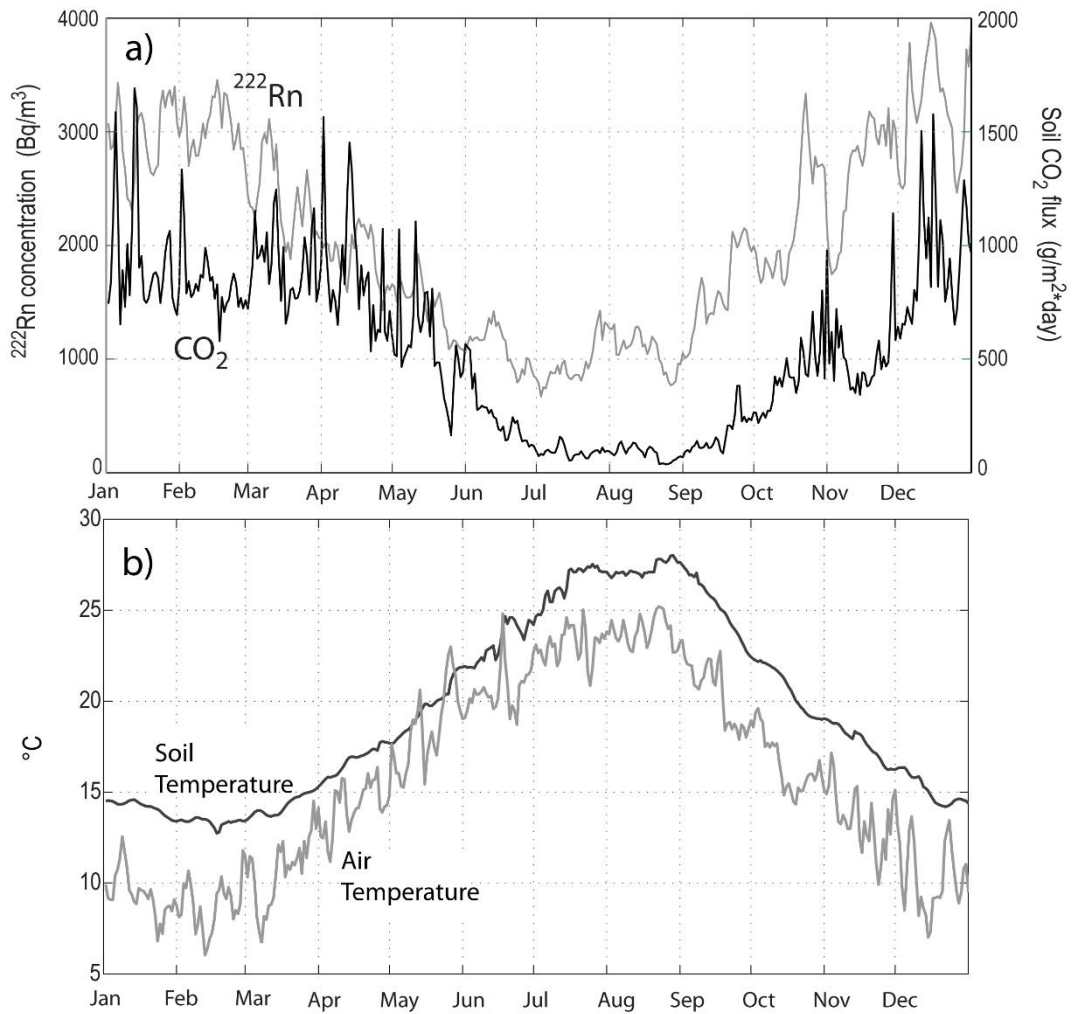 a)
4000
3000
2000
1000
0
²²²Rn concentration (Bq/m³)
²²²Rn
CO₂
2000
1500
1000
500
0
Soil CO₂ flux (g/m²*day)
Jan Feb Mar Apr May Jun Jul Aug Sep Oct Nov Dec
b)
30
25
20
15
10
5
°C
Soil
Temperature
Air
Temperature
Jan Feb Mar Apr May Jun Jul Aug Sep Oct Nov Dec